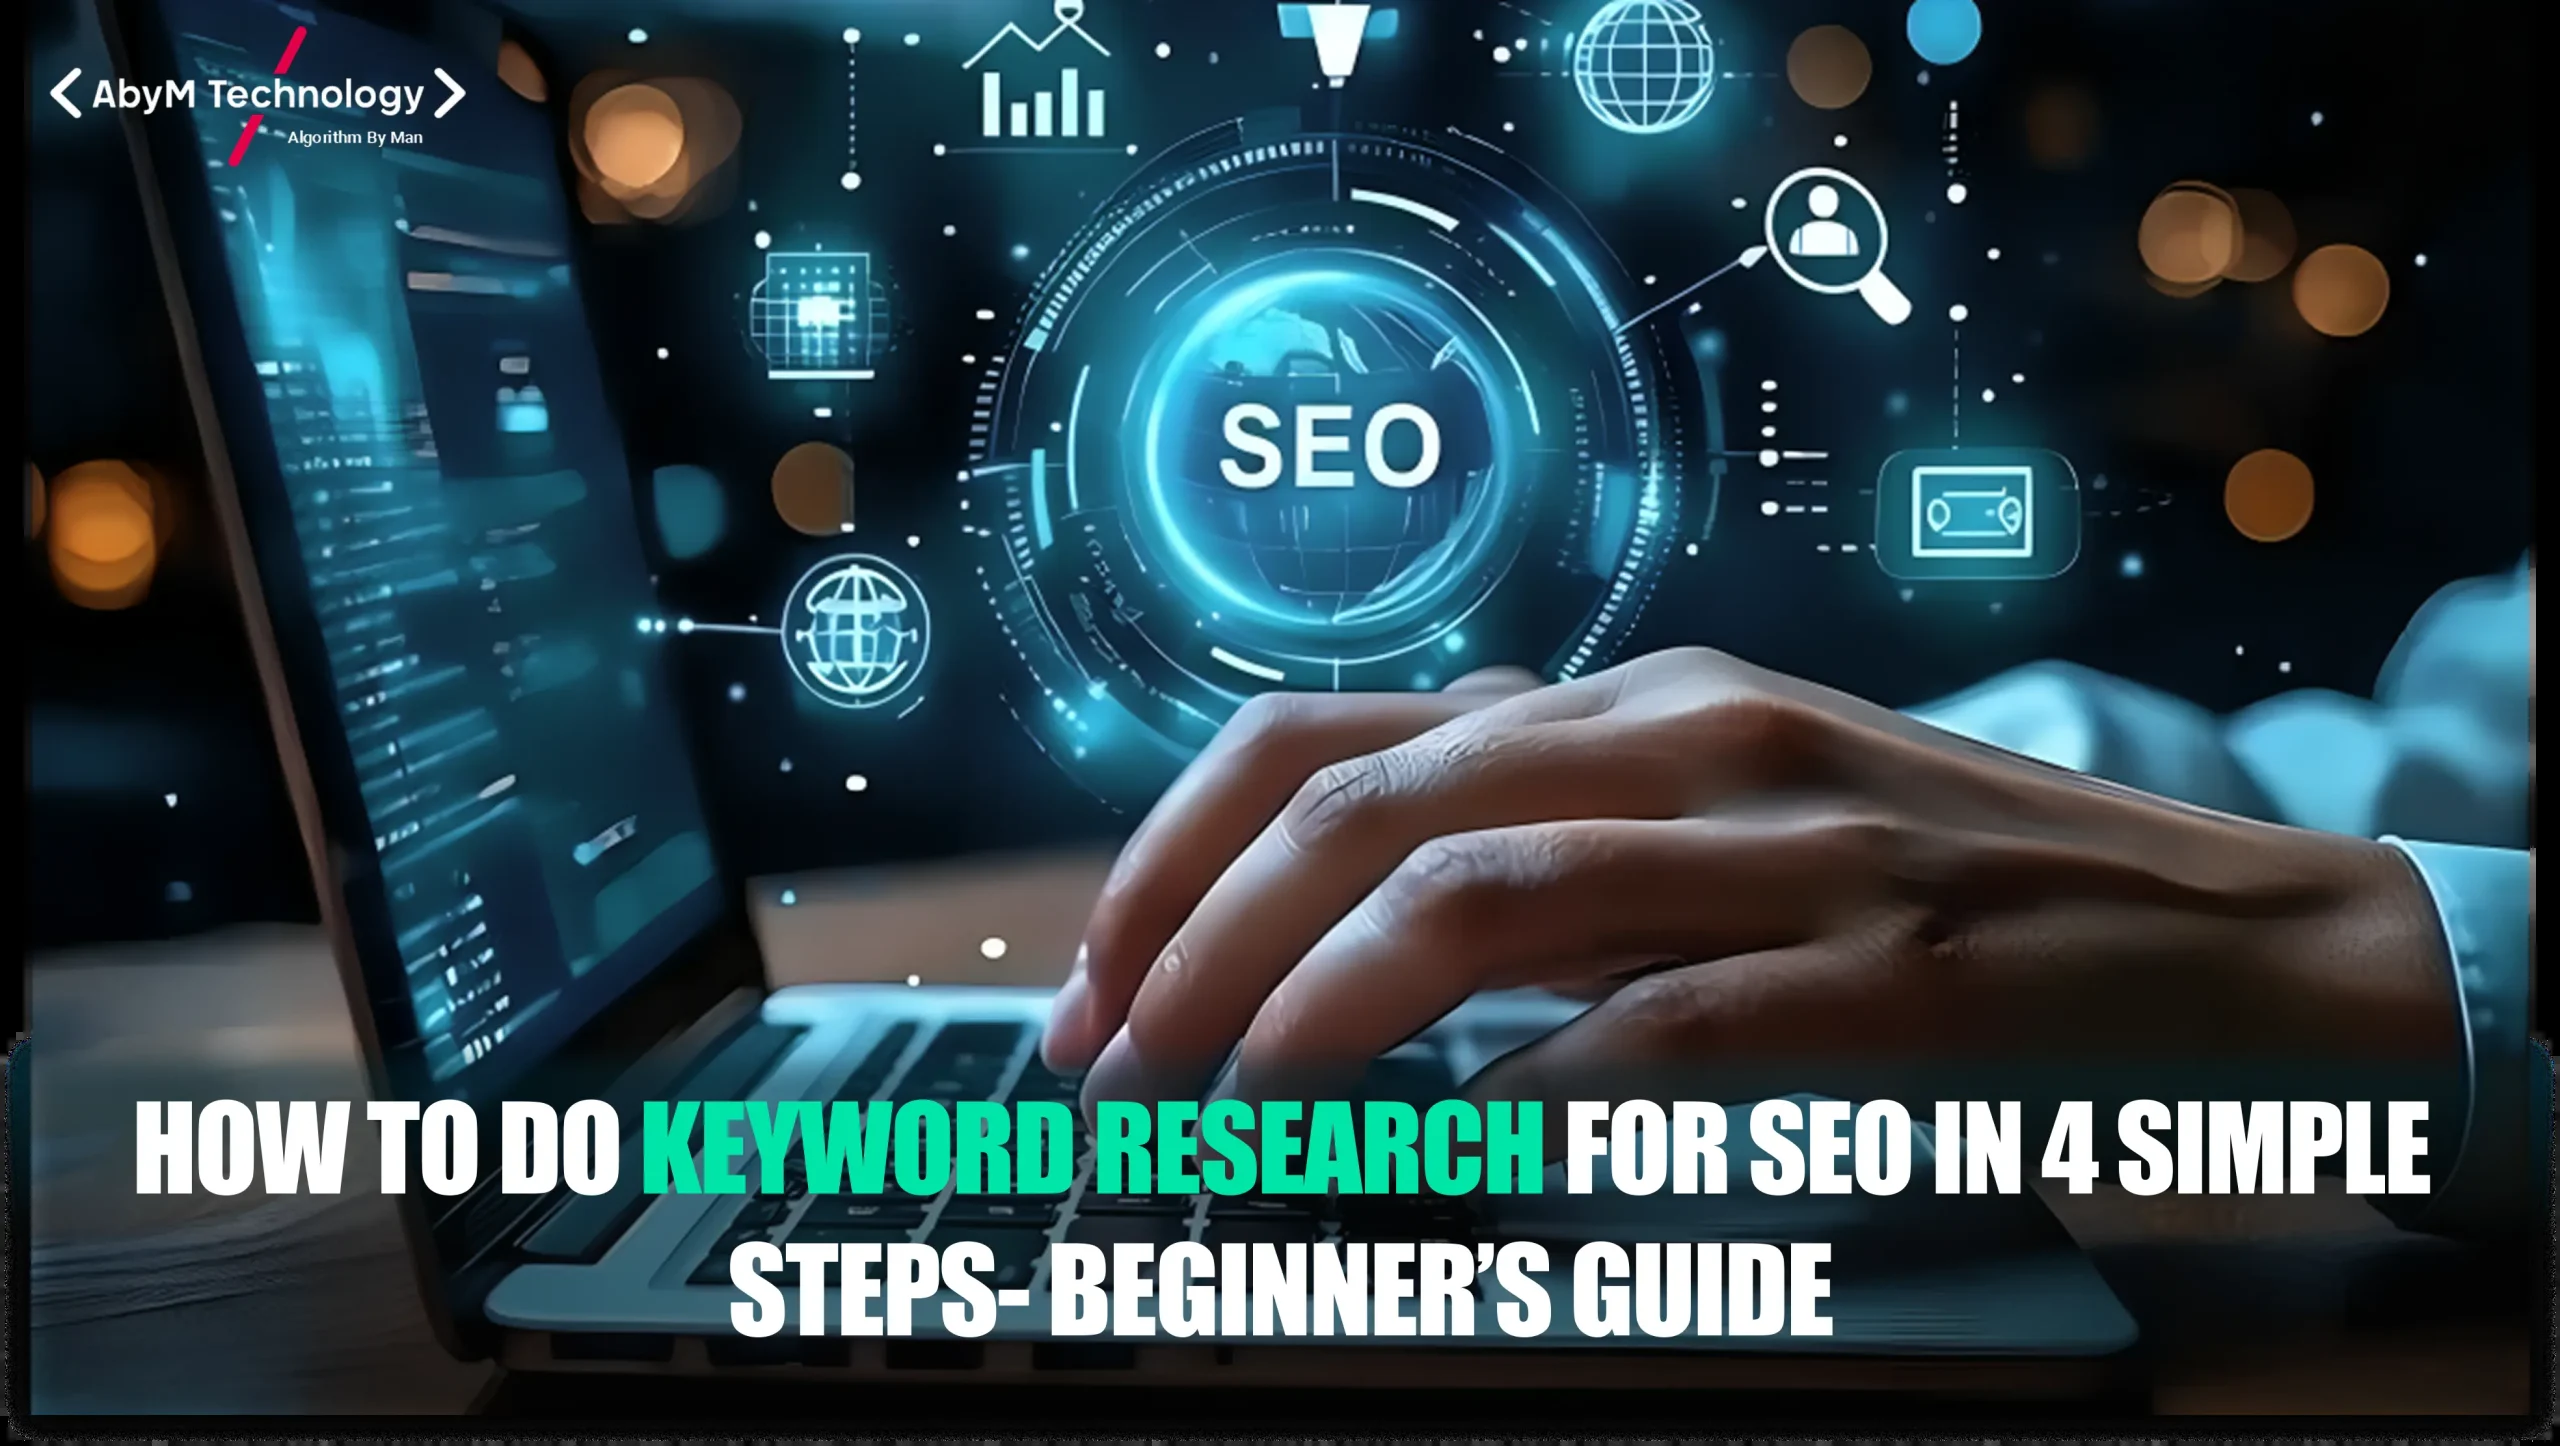 < AbyM Technology >
Algorithm By Man
SEO
HOW TO DO KEYWORD RESEARCH FOR SEO IN 4 SIMPLE
STEPS- BEGINNER’S GUIDE